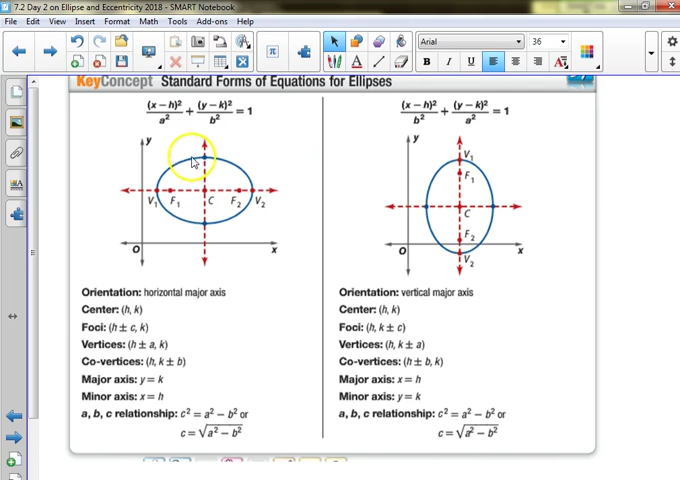 7.2 Day 2 on Ellipse and Eccentricity 2018 - SMART Notebook
File Edit View Insert Format Math Tools Add-ons Help
Arial 36
B I U
KeyConcept Standard Forms of Equations for Ellipses
(x – h)²/a² + (y – k)²/b² = 1
y
V₁ F₁ C F₂ V₂
O x
Orientation: horizontal major axis
Center: (h, k)
Foci: (h ± c, k)
Vertices: (h ± a, k)
Co-vertices: (h, k ± b)
Major axis: y = k
Minor axis: x = h
a, b, c relationship: c² = a² – b² or
c = √(a² – b²)
(x – h)²/b² + (y – k)²/a² = 1
y
V₁
F₁
C
F₂
O x
V₂
Orientation: vertical major axis
Center: (h, k)
Foci: (h, k ± c)
Vertices: (h, k ± a)
Co-vertices: (h ± b, k)
Major axis: x = h
Minor axis: y = k
a, b, c relationship: c² = a² – b² or
c = √(a² – b²)